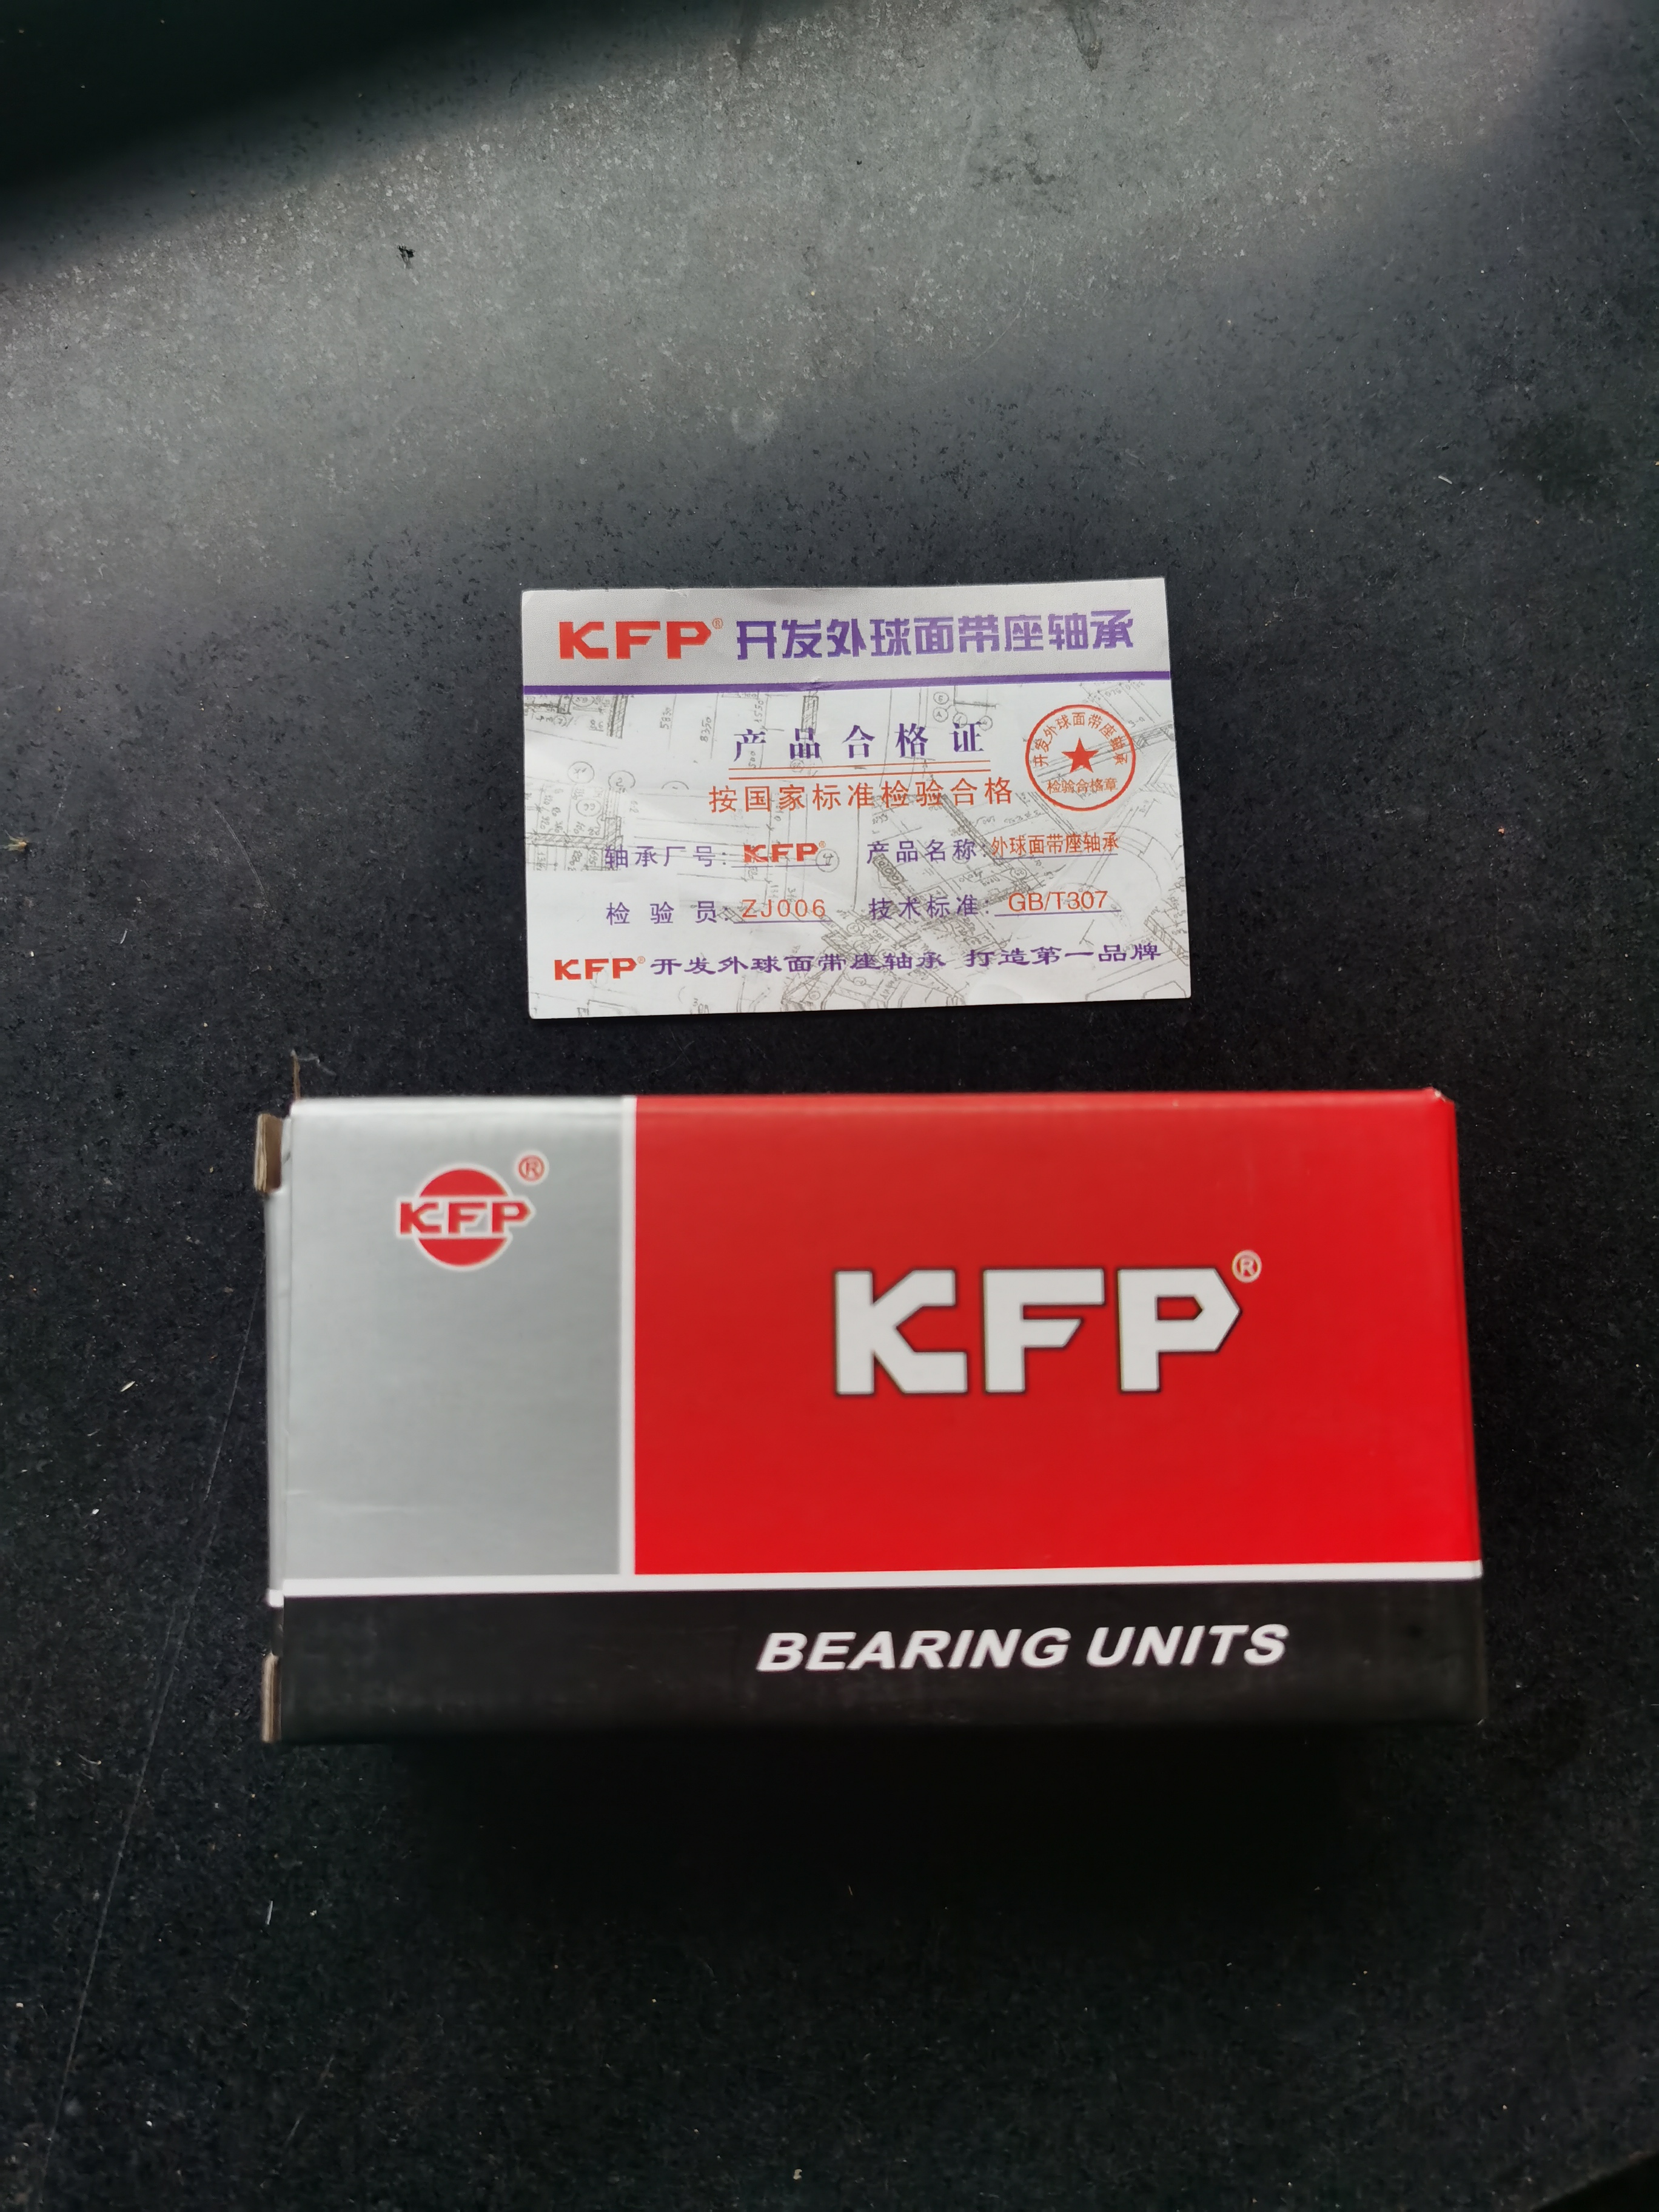 KFP® 开发外球面带座轴承
产品合格证
开发外球面带座轴承
检验合格章
按国家标准检验合格
轴承厂号: KFP® 产品名称: 外球面带座轴承
检验员: ZJ006 技术标准: GB/T307
KFP® 开发外球面带座轴承 打造第一品牌
KFP®
KFP®
BEARING UNITS